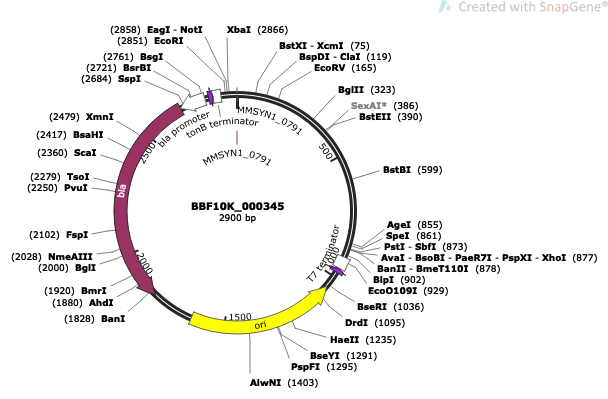 Created with SnapGene®
(2858) EagI - NotI
(2851) EcoRI
(2761) BsgI
(2721) BsrBI
(2684) SspI
XbaI (2866)
BstXI - XcmI (75)
BspDI - ClaI (119)
EcoRV (165)
BglII (323)
SexAI* (386)
BstEII (390)
BstBI (599)
AgeI (855)
SpeI (861)
PstI - SbfI (873)
AvaI - BsoBI - PaeR7I - PspXI - XhoI (877)
BanII - BmeT110I (878)
BlpI (902)
EcoO109I (929)
BseRI (1036)
DrdI (1095)
HaeII (1235)
BseYI (1291)
PspFI (1295)
AlwNI (1403)
(2479) XmnI
(2417) BsaHI
(2360) ScaI
(2279) TsoI
(2250) PvuI
(2102) FspI
(2028) NmeAIII
(2000) BglI
(1920) BmrI
(1880) AhdI
(1828) BanI
bla promoter
tonB terminator
MMSYN1_0791
MMSYN1_0791
T7 terminator
bla
ori
500
1000
1500
2000
2500
BBF10K_000345
2900 bp